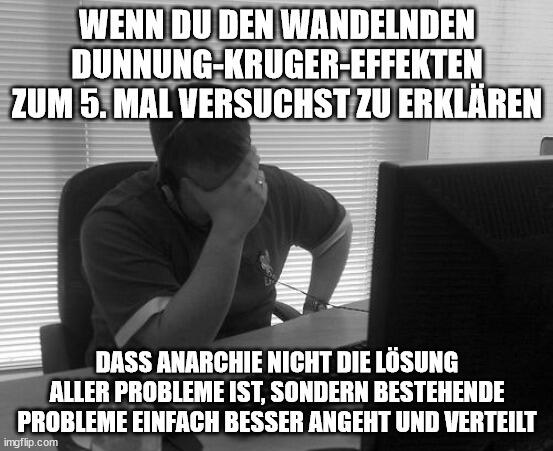 WENN DU DEN WANDELNDEN
DUNNUNG-KRUGER-EFFEKTEN
ZUM 5. MAL VERSUCHST ZU ERKLÄREN
DASS ANARCHIE NICHT DIE LÖSUNG
ALLER PROBLEME IST, SONDERN BESTEHENDE
PROBLEME EINFACH BESSER ANGEHT UND VERTEILT
imgflip.com